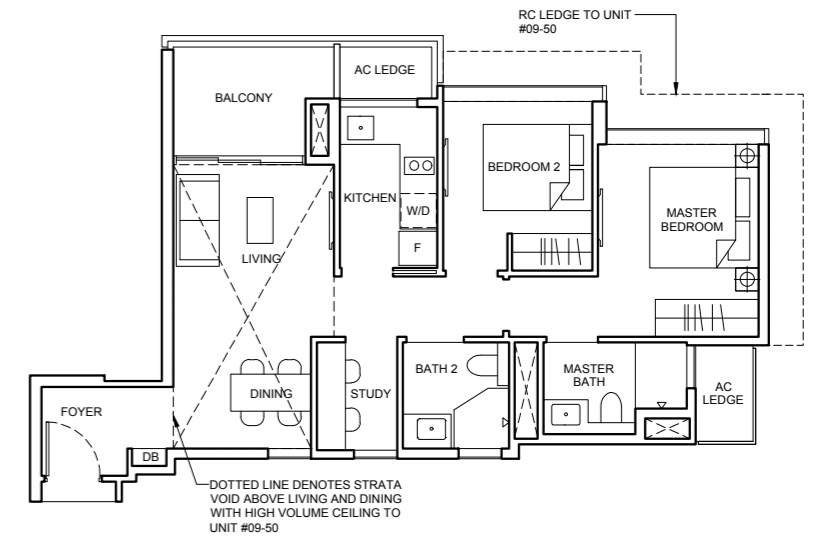 RC LEDGE TO UNIT
#09-50
AC LEDGE
BALCONY
BEDROOM 2
KITCHEN
W/D
MASTER
BEDROOM
F
LIVING
BATH 2
MASTER
BATH
AC
LEDGE
DINING
STUDY
FOYER
DB
DOTTED LINE DENOTES STRATA
VOID ABOVE LIVING AND DINING
WITH HIGH VOLUME CEILING TO
UNIT #09-50